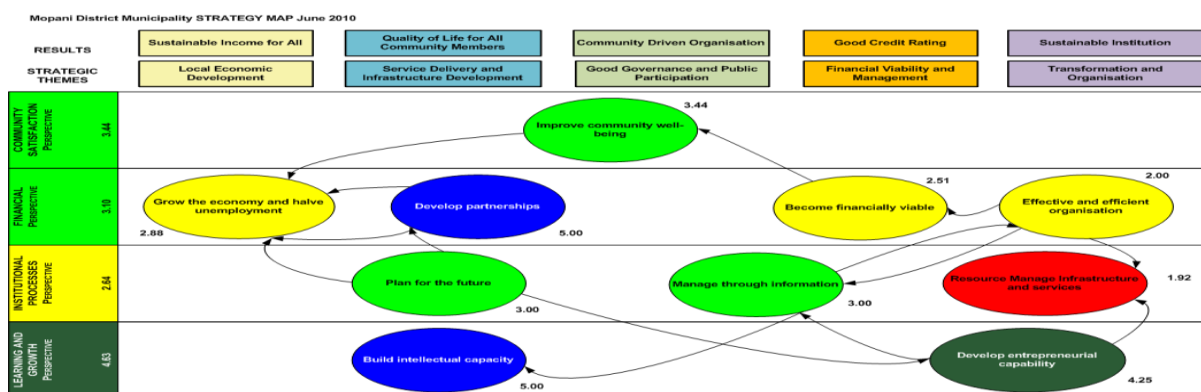 Mopani District Municipality STRATEGY MAP June 2010
RESULTS
Sustainable Income for All
Quality of Life for All
Community Members
Community Driven Organisation
Good Credit Rating
Sustainable Institution
STRATEGIC
THEMES
Local Economic
Development
Service Delivery and
Infrastructure Development
Good Governance and Public
Participation
Financial Viability and
Management
Transformation and
Organisation
COMMUNITY
SATISFACTION
PERSPECTIVE
3.44
Improve community well-
being
3.44
FINANCIAL
PERSPECTIVE
3.10
Grow the economy and halve
unemployment
2.88
Develop partnerships
5.00
Become financially viable
2.51
Effective and efficient
organisation
2.00
INSTITUTIONAL
PROCESSES
PERSPECTIVE
2.64
Plan for the future
3.00
Manage through information
3.00
Resource Manage Infrastructure
and services
1.92
LEARNING AND
GROWTH
PERSPECTIVE
4.63
Build intellectual capacity
5.00
Develop entrepreneurial
capability
4.25